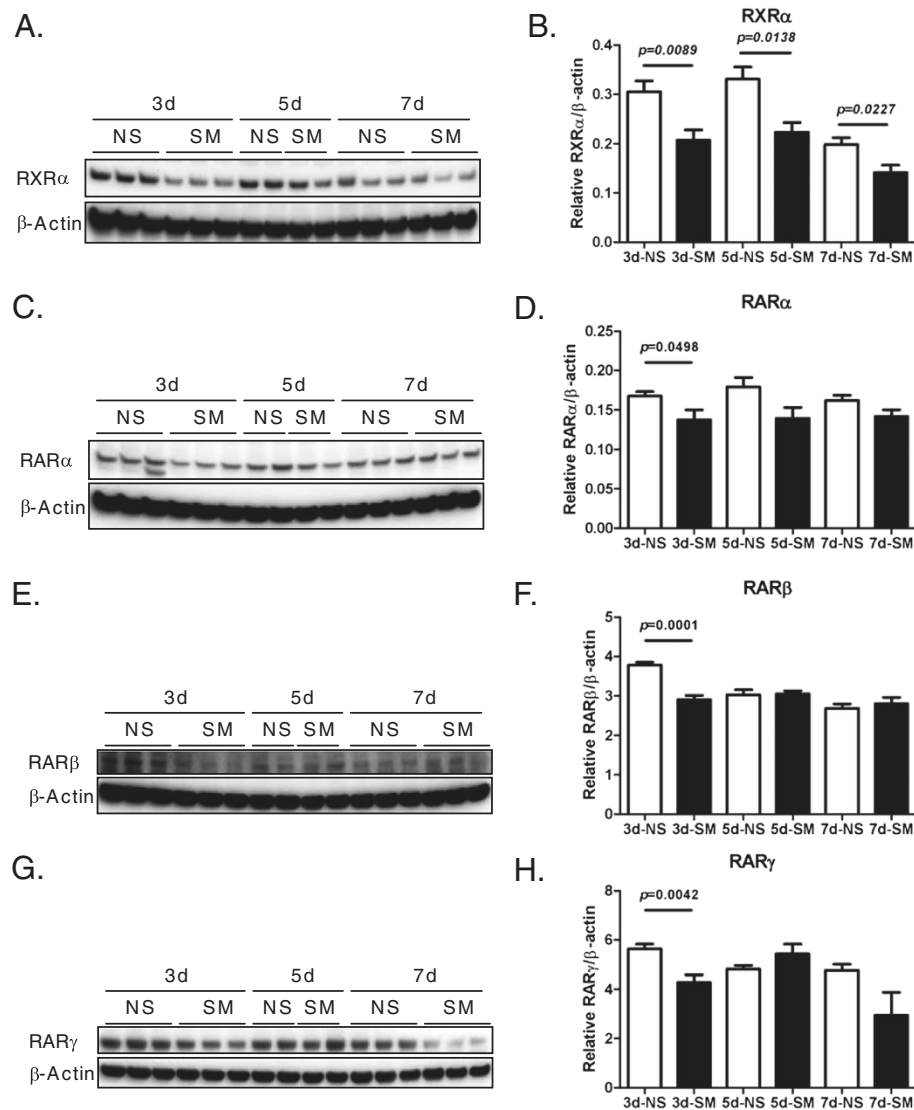 A.
3d 5d 7d
NS SM NS SM NS SM
RXRα
β-Actin
B.
RXRα
p=0.0089
p=0.0138
p=0.0227
Relative RXRα/β-actin
0.4
0.3
0.2
0.1
0.0
3d-NS 3d-SM 5d-NS 5d-SM 7d-NS 7d-SM
C.
3d 5d 7d
NS SM NS SM NS SM
RARα
β-Actin
D.
RARα
p=0.0498
Relative RARα/β-actin
0.25
0.20
0.15
0.10
0.05
0.00
3d-NS 3d-SM 5d-NS 5d-SM 7d-NS 7d-SM
E.
3d 5d 7d
NS SM NS SM NS SM
RARβ
β-Actin
F.
RARβ
p=0.0001
Relative RARβ/β-actin
5
4
3
2
1
0
3d-NS 3d-SM 5d-NS 5d-SM 7d-NS 7d-SM
G.
3d 5d 7d
NS SM NS SM NS SM
RARγ
β-Actin
H.
RARγ
p=0.0042
Relative RARγ/β-actin
8
6
4
2
0
3d-NS 3d-SM 5d-NS 5d-SM 7d-NS 7d-SM